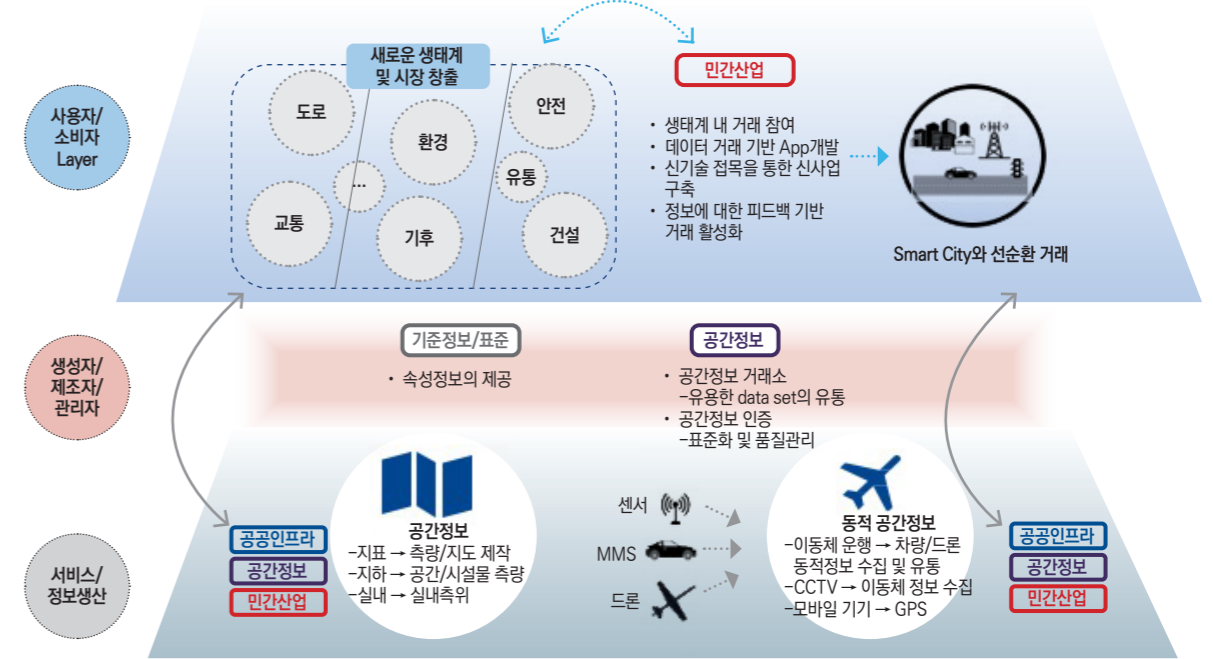 사용자/
소비자
Layer
새로운 생태계
및 시장 창출
도로
환경
안전
...
유통
교통
기후
건설
민간산업
· 생태계 내 거래 참여
· 데이터 거래 기반 App개발
· 신기술 접목을 통한 신사업
구축
· 정보에 대한 피드백 기반
거래 활성화
Smart City와 선순환 거래
생성자/
제조자/
관리자
기준정보/표준
· 속성정보의 제공
공간정보
· 공간정보 거래소
-유용한 data set의 유통
· 공간정보 인증
-표준화 및 품질관리
서비스/
정보생산
공공인프라
공간정보
민간산업
공간정보
-지표 → 측량/지도 제작
-지하 → 공간/시설물 측량
-실내 → 실내측위
센서
MMS
드론
동적 공간정보
-이동체 운행 → 차량/드론
동적정보 수집 및 유통
-CCTV → 이동체 정보 수집
-모바일 기기 → GPS
공공인프라
공간정보
민간산업